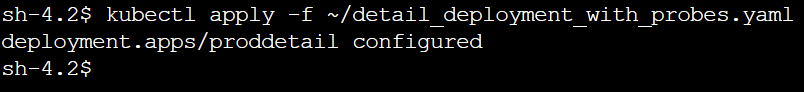 sh-4.2$ kubectl apply -f ~/detail_deployment_with_probes.yaml
deployment.apps/proddetail configured
sh-4.2$